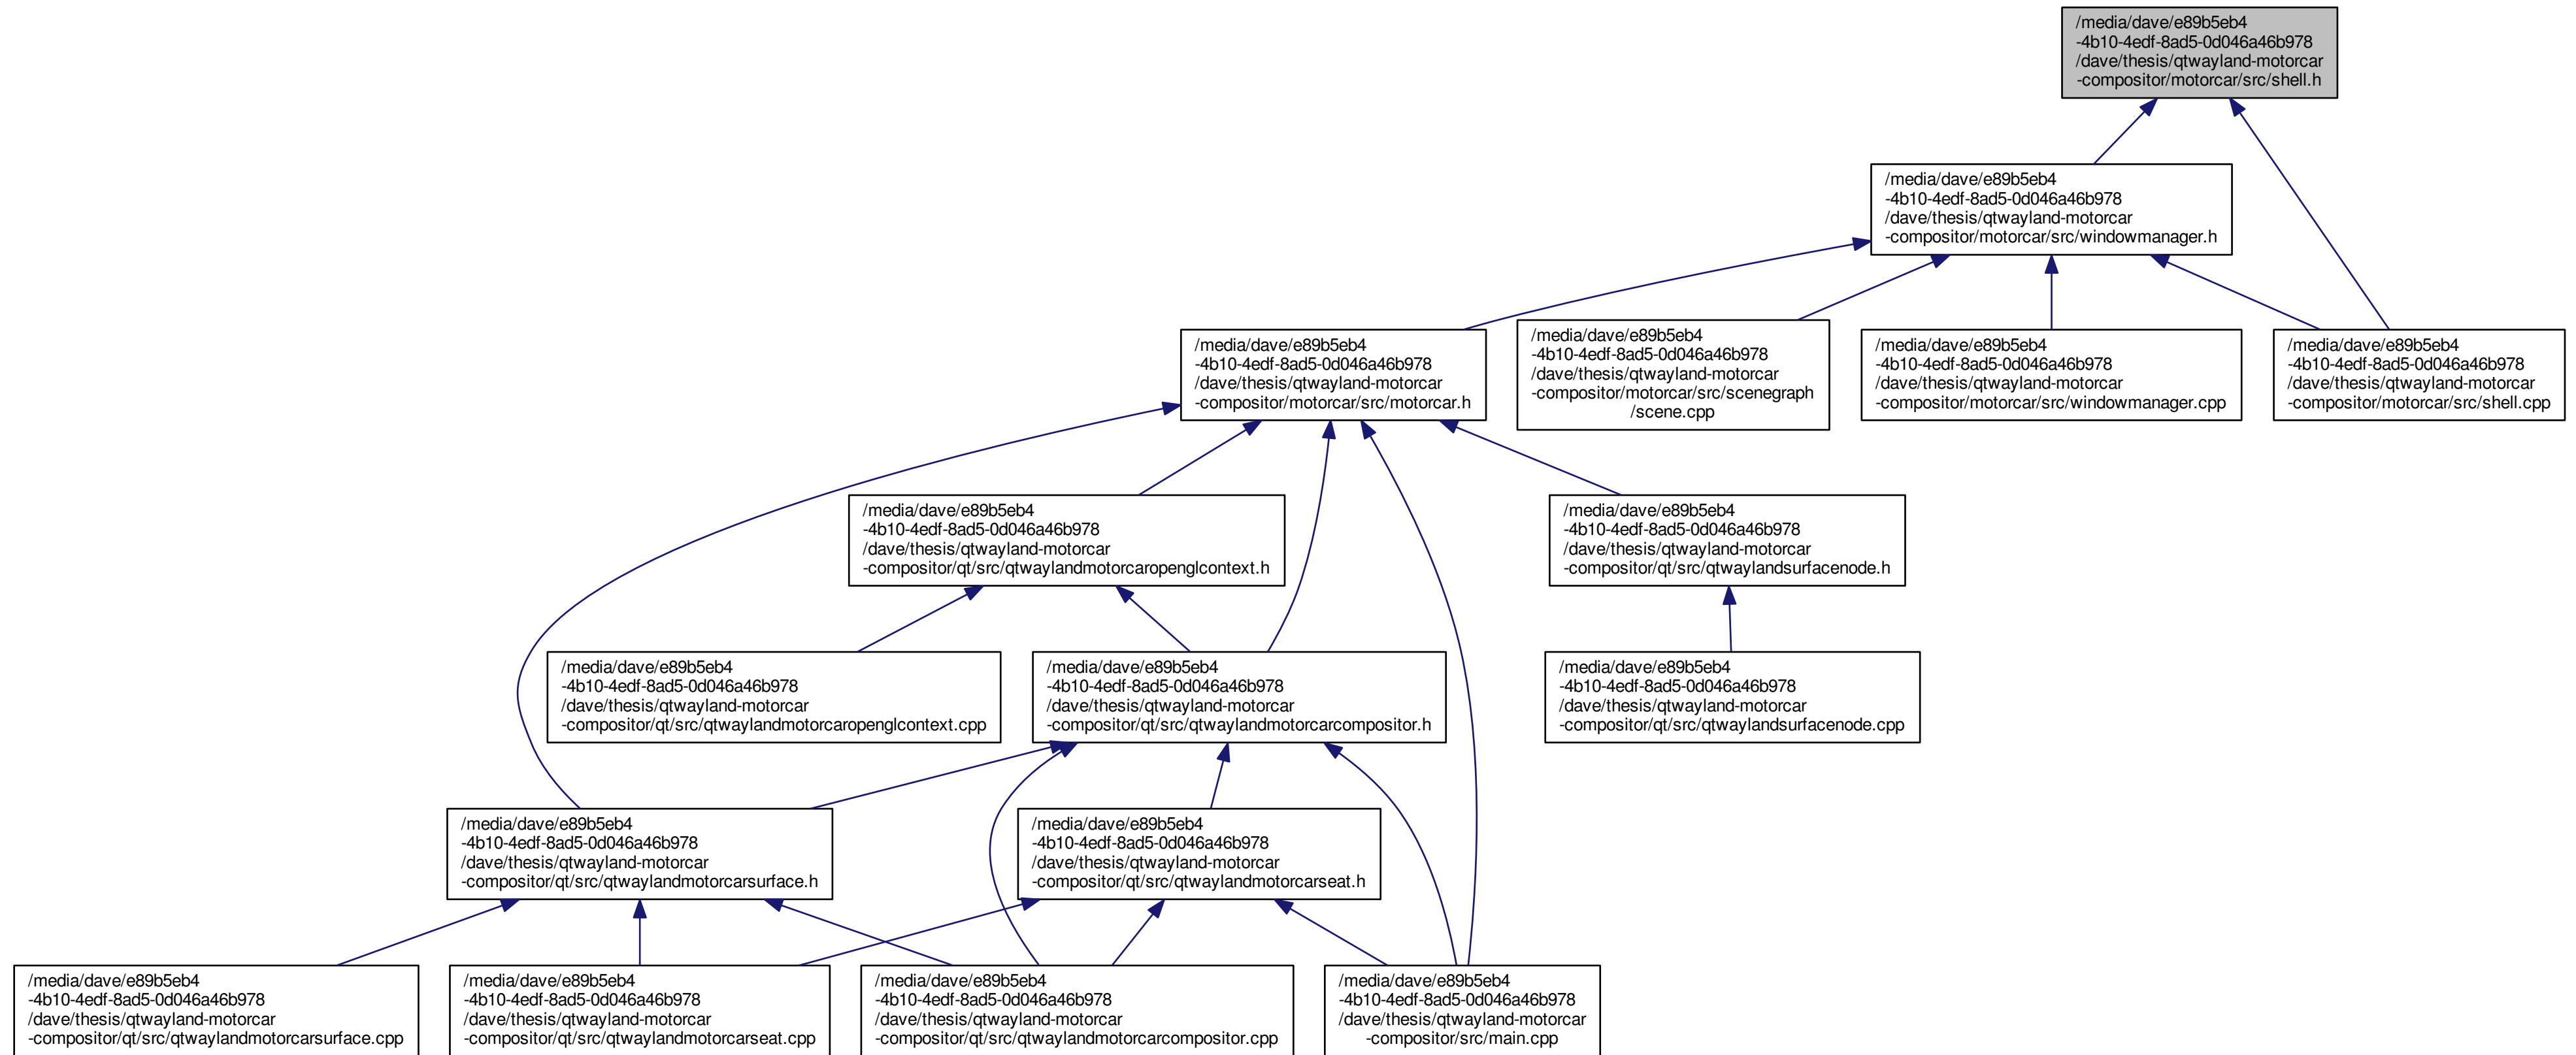 /media/dave/e89b5eb4
-4b10-4edf-8ad5-0d046a46b978
/dave/thesis/qtwayland-motorcar
-compositor/motorcar/src/shell.h
/media/dave/e89b5eb4
-4b10-4edf-8ad5-0d046a46b978
/dave/thesis/qtwayland-motorcar
-compositor/motorcar/src/windowmanager.h
/media/dave/e89b5eb4
-4b10-4edf-8ad5-0d046a46b978
/dave/thesis/qtwayland-motorcar
-compositor/motorcar/src/motorcar.h
/media/dave/e89b5eb4
-4b10-4edf-8ad5-0d046a46b978
/dave/thesis/qtwayland-motorcar
-compositor/motorcar/src/scenegraph
/scene.cpp
/media/dave/e89b5eb4
-4b10-4edf-8ad5-0d046a46b978
/dave/thesis/qtwayland-motorcar
-compositor/motorcar/src/windowmanager.cpp
/media/dave/e89b5eb4
-4b10-4edf-8ad5-0d046a46b978
/dave/thesis/qtwayland-motorcar
-compositor/motorcar/src/shell.cpp
/media/dave/e89b5eb4
-4b10-4edf-8ad5-0d046a46b978
/dave/thesis/qtwayland-motorcar
-compositor/qt/src/qtwaylandmotorcaropenglcontext.h
/media/dave/e89b5eb4
-4b10-4edf-8ad5-0d046a46b978
/dave/thesis/qtwayland-motorcar
-compositor/qt/src/qtwaylandsurfacenode.h
/media/dave/e89b5eb4
-4b10-4edf-8ad5-0d046a46b978
/dave/thesis/qtwayland-motorcar
-compositor/qt/src/qtwaylandmotorcaropenglcontext.cpp
/media/dave/e89b5eb4
-4b10-4edf-8ad5-0d046a46b978
/dave/thesis/qtwayland-motorcar
-compositor/qt/src/qtwaylandmotorcarcompositor.h
/media/dave/e89b5eb4
-4b10-4edf-8ad5-0d046a46b978
/dave/thesis/qtwayland-motorcar
-compositor/qt/src/qtwaylandsurfacenode.cpp
/media/dave/e89b5eb4
-4b10-4edf-8ad5-0d046a46b978
/dave/thesis/qtwayland-motorcar
-compositor/qt/src/qtwaylandmotorcarsurface.h
/media/dave/e89b5eb4
-4b10-4edf-8ad5-0d046a46b978
/dave/thesis/qtwayland-motorcar
-compositor/qt/src/qtwaylandmotorcarseat.h
/media/dave/e89b5eb4
-4b10-4edf-8ad5-0d046a46b978
/dave/thesis/qtwayland-motorcar
-compositor/qt/src/qtwaylandmotorcarsurface.cpp
/media/dave/e89b5eb4
-4b10-4edf-8ad5-0d046a46b978
/dave/thesis/qtwayland-motorcar
-compositor/qt/src/qtwaylandmotorcarseat.cpp
/media/dave/e89b5eb4
-4b10-4edf-8ad5-0d046a46b978
/dave/thesis/qtwayland-motorcar
-compositor/qt/src/qtwaylandmotorcarcompositor.cpp
/media/dave/e89b5eb4
-4b10-4edf-8ad5-0d046a46b978
/dave/thesis/qtwayland-motorcar
-compositor/src/main.cpp